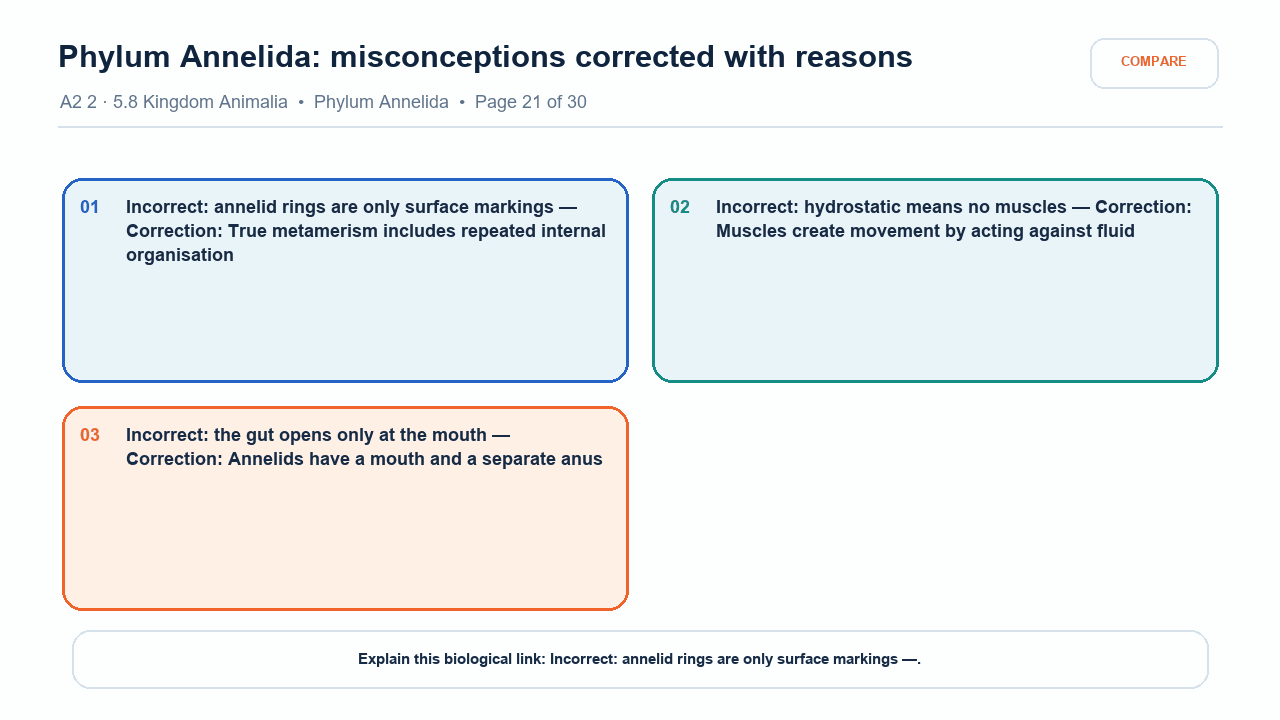 Phylum Annelida: misconceptions corrected with reasons
COMPARE
A2 2 · 5.8 Kingdom Animalia • Phylum Annelida • Page 21 of 30
01 Incorrect: annelid rings are only surface markings —
Correction: True metamerism includes repeated internal
organisation
02 Incorrect: hydrostatic means no muscles — Correction:
Muscles create movement by acting against fluid
03 Incorrect: the gut opens only at the mouth —
Correction: Annelids have a mouth and a separate anus
Explain this biological link: Incorrect: annelid rings are only surface markings —.